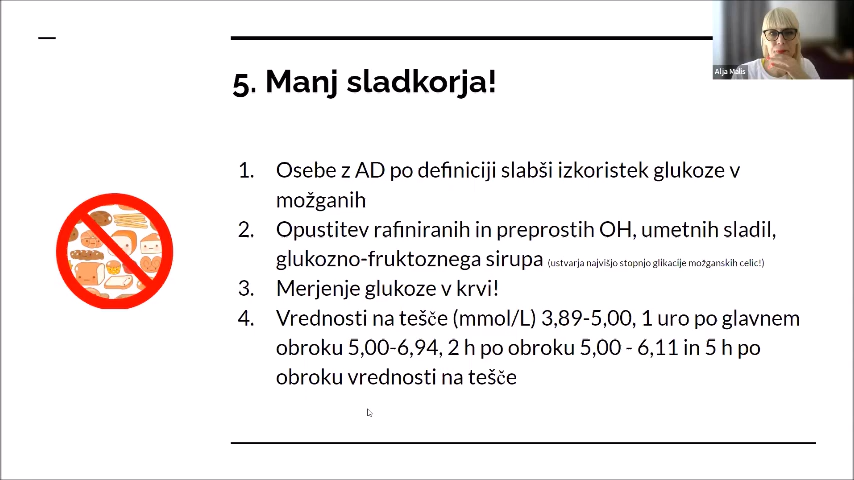 Alja Malis
5. Manj sladkorja!
1. Osebe z AD po definiciji slabši izkoristek glukoze v
možganih
2. Opustitev rafiniranih in preprostih OH, umetnih sladil,
glukozno-fruktoznega sirupa (ustvarja najvišjo stopnjo glikacije možganskih celic!)
3. Merjenje glukoze v krvi!
4. Vrednosti na tešče (mmol/L) 3,89-5,00, 1 uro po glavnem
obroku 5,00-6,94, 2 h po obroku 5,00 - 6,11 in 5 h po
obroku vrednosti na tešče